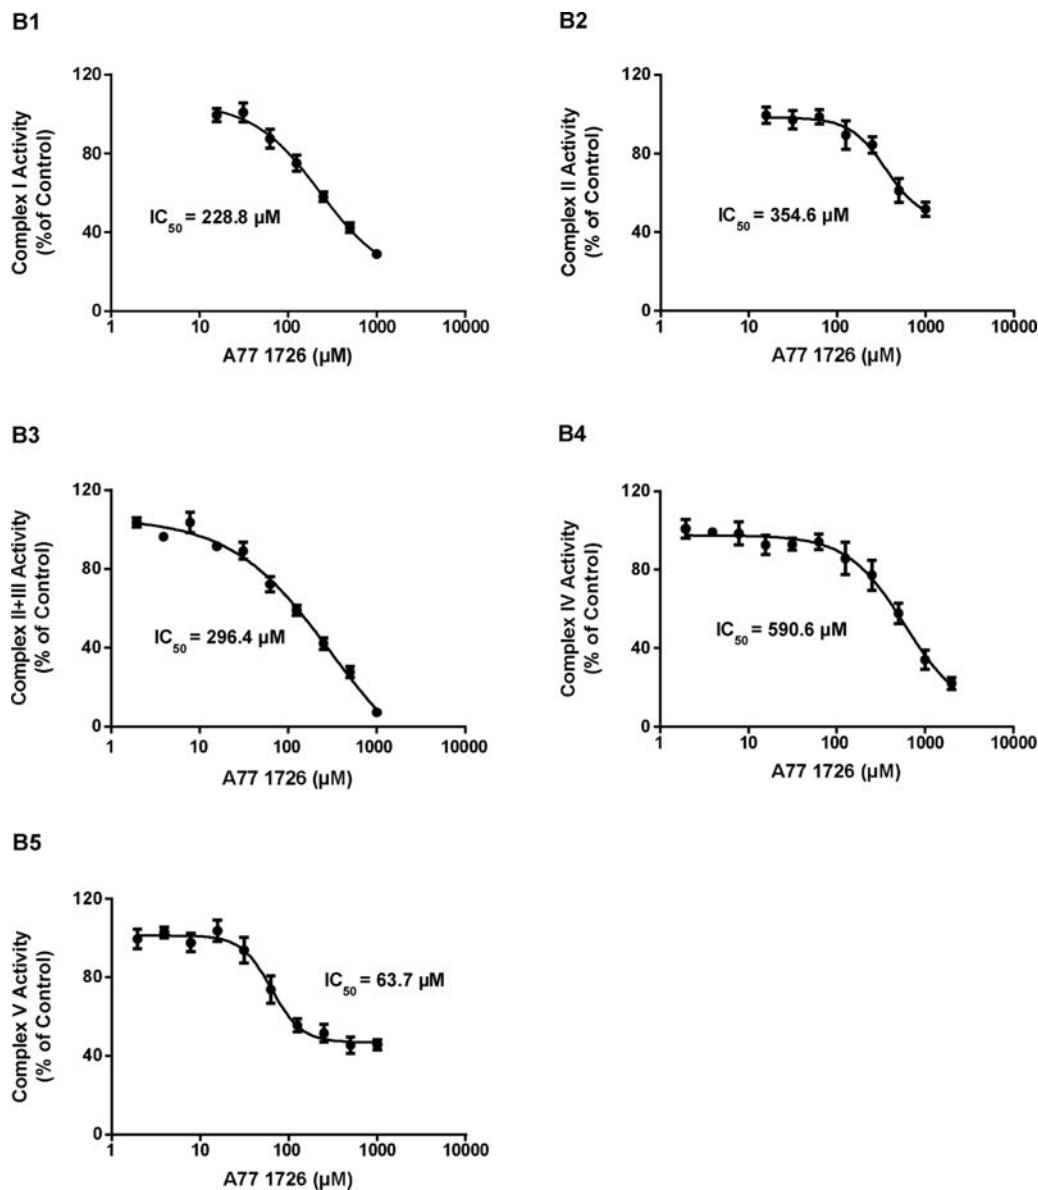 B1
120
80
40
0
Complex I Activity
(%of Control)
IC50 = 228.8 µM
1 10 100 1000 10000
A77 1726 (µM)
B2
120
80
40
0
Complex II Activity
(% of Control)
IC50 = 354.6 µM
1 10 100 1000 10000
A77 1726 (µM)
B3
120
80
40
0
Complex II+III Activity
(% of Control)
IC50 = 296.4 µM
1 10 100 1000 10000
A77 1726 (µM)
B4
120
80
40
0
Complex IV Activity
(% of Control)
IC50 = 590.6 µM
1 10 100 1000 10000
A77 1726 (µM)
B5
120
80
40
0
Complex V Activity
(% of Control)
IC50 = 63.7 µM
1 10 100 1000 10000
A77 1726 (µM)